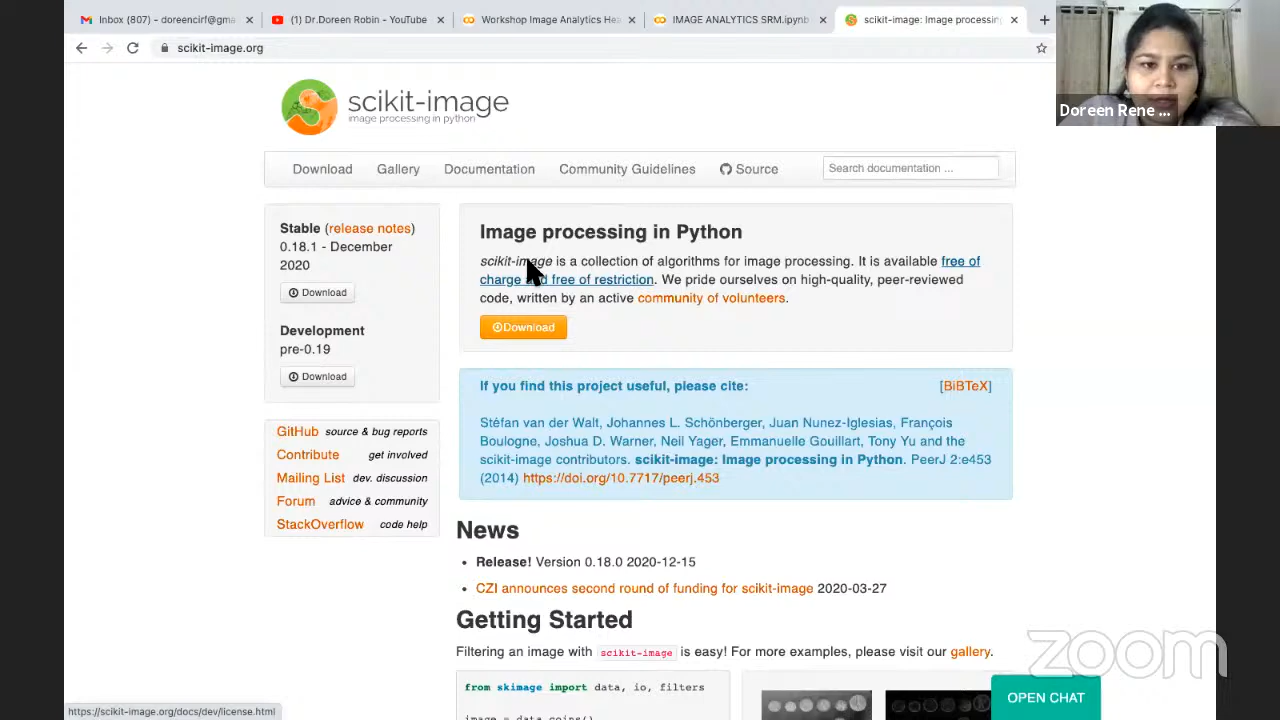 Inbox (807) - doreencirf@gma
(1) Dr.Doreen Robin - YouTube
Workshop Image Analytics Hea
IMAGE ANALYTICS SRM.ipynb
scikit-image: Image processin
scikit-image.org
Doreen Rene ...
scikit-image
image processing in python
Download
Gallery
Documentation
Community Guidelines
Source
Search documentation ...
Stable (release notes)
0.18.1 - December
2020
Download
Development
pre-0.19
Download
GitHub source & bug reports
Contribute get involved
Mailing List dev. discussion
Forum advice & community
StackOverflow code help
Image processing in Python
scikit-image is a collection of algorithms for image processing. It is available free of
charge and free of restriction. We pride ourselves on high-quality, peer-reviewed
code, written by an active community of volunteers.
Download
If you find this project useful, please cite: [BiBTeX]
Stéfan van der Walt, Johannes L. Schönberger, Juan Nunez-Iglesias, François
Boulogne, Joshua D. Warner, Neil Yager, Emmanuelle Gouillart, Tony Yu and the
scikit-image contributors. scikit-image: Image processing in Python. PeerJ 2:e453
(2014) https://doi.org/10.7717/peerj.453
News
Release! Version 0.18.0 2020-12-15
CZI announces second round of funding for scikit-image 2020-03-27
Getting Started
Filtering an image with scikit-image is easy! For more examples, please visit our gallery.
from skimage import data, io, filters
image = data.coins()
zoom
OPEN CHAT
https://scikit-image.org/docs/dev/license.html